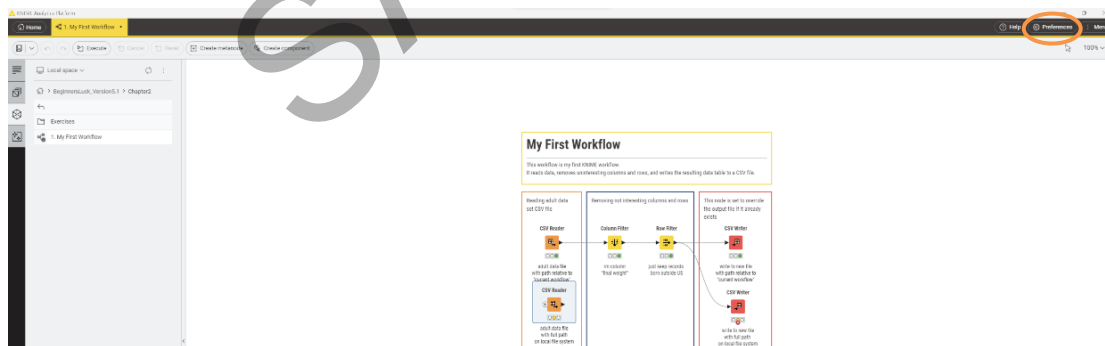 KNIME Analytics Platform
Home
1. My First Workflow
Help
Preferences
Execute
Cancel
Reset
Create metanode
Create component
100%
Local space
BeginnersLuck_Version5.1 > Chapter2
Exercises
1. My First Workflow
My First Workflow
This workflow is my first KNIME workflow.
It reads data, removes uninteresting columns and rows, and writes the resulting data table to a CSV file.
Reading adult data
set CSV file
Removing not interesting columns and rows
This node is set to override
the output file if it already
exists
CSV Reader
Column Filter
Row Filter
CSV Writer
adult data file
with path relative to
"current workflow"
on column
"final weight"
just keep records
born outside US
write to new file
with path relative to
"current workflow"
CSV Reader
CSV Writer
adult data file
with full path
on local file system
write to new file
with full path
on local file system